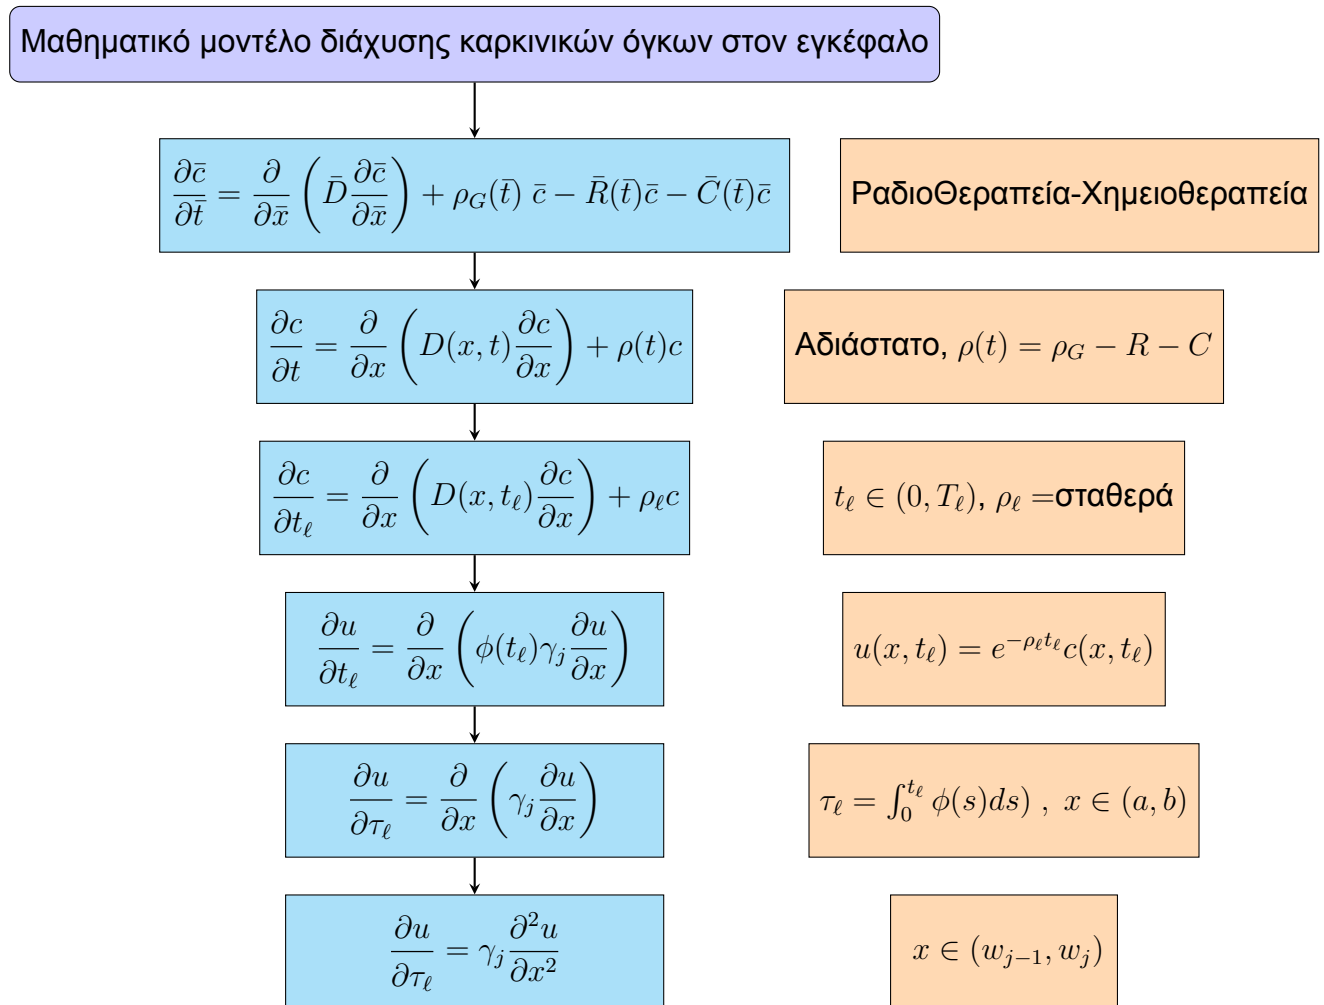 Μαθηματικό μοντέλο διάχυσης καρκινικών όγκων στον εγκέφαλο
∂c̄/∂t̄ = ∂/∂x̄ (D̄ ∂c̄/∂x̄) + ρ_G(t̄) c̄ − R̄(t̄)c̄ − C̄(t̄)c̄
ΡαδιοΘεραπεία-Χημειοθεραπεία
∂c/∂t = ∂/∂x (D(x, t) ∂c/∂x) + ρ(t)c
Αδιάστατο, ρ(t) = ρ_G − R − C
∂c/∂t_ℓ = ∂/∂x (D(x, t_ℓ) ∂c/∂x) + ρ_ℓ c
t_ℓ ∈ (0, T_ℓ), ρ_ℓ =σταθερά
∂u/∂t_ℓ = ∂/∂x (ϕ(t_ℓ)γ_j ∂u/∂x)
u(x, t_ℓ) = e^{−ρ_ℓ t_ℓ} c(x, t_ℓ)
∂u/∂τ_ℓ = ∂/∂x (γ_j ∂u/∂x)
τ_ℓ = ∫_0^{t_ℓ} ϕ(s)ds) , x ∈ (a, b)
∂u/∂τ_ℓ = γ_j ∂²u/∂x²
x ∈ (w_{j−1}, w_j)